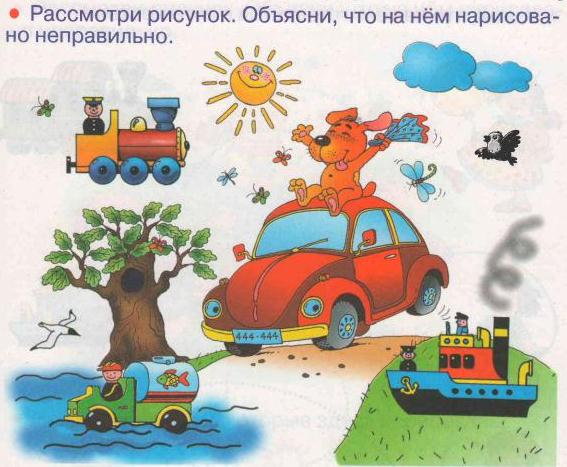 • Рассмотри рисунок. Объясни, что на нём нарисова-
но неправильно.
444-444